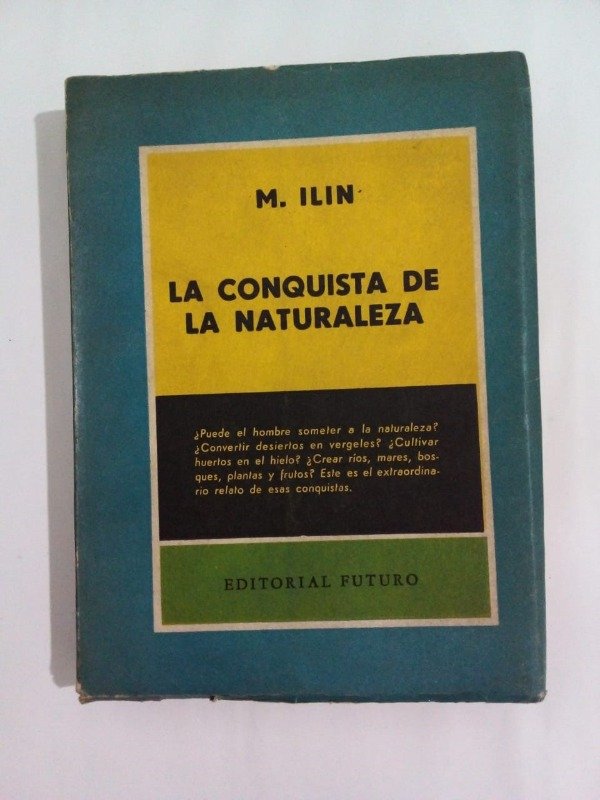 M. ILIN
LA CONQUISTA DE
LA NATURALEZA
¿Puede el hombre someter a la naturaleza?
¿Convertir desiertos en vergeles? ¿Cultivar
huertos en el hielo? ¿Crear ríos, mares, bos-
ques, plantas y frutos? Este es el extraordina-
rio relato de esas conquistas.
EDITORIAL FUTURO